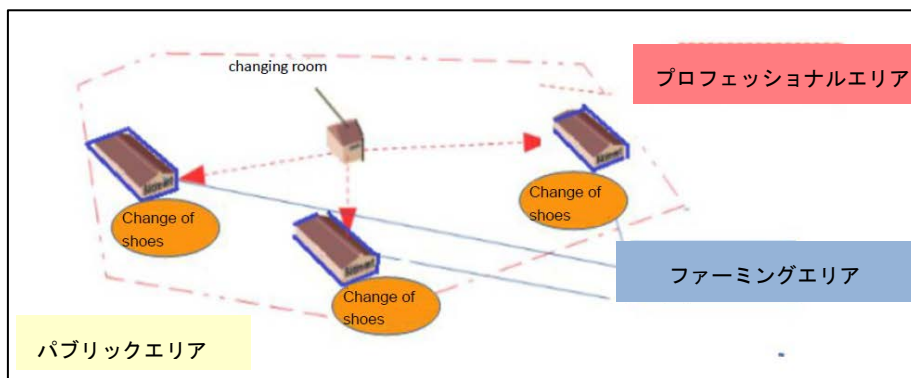 changing room
プロフェッショナルエリア
Change of
shoes
Change of
shoes
ファーミングエリア
Change of
shoes
パブリックエリア